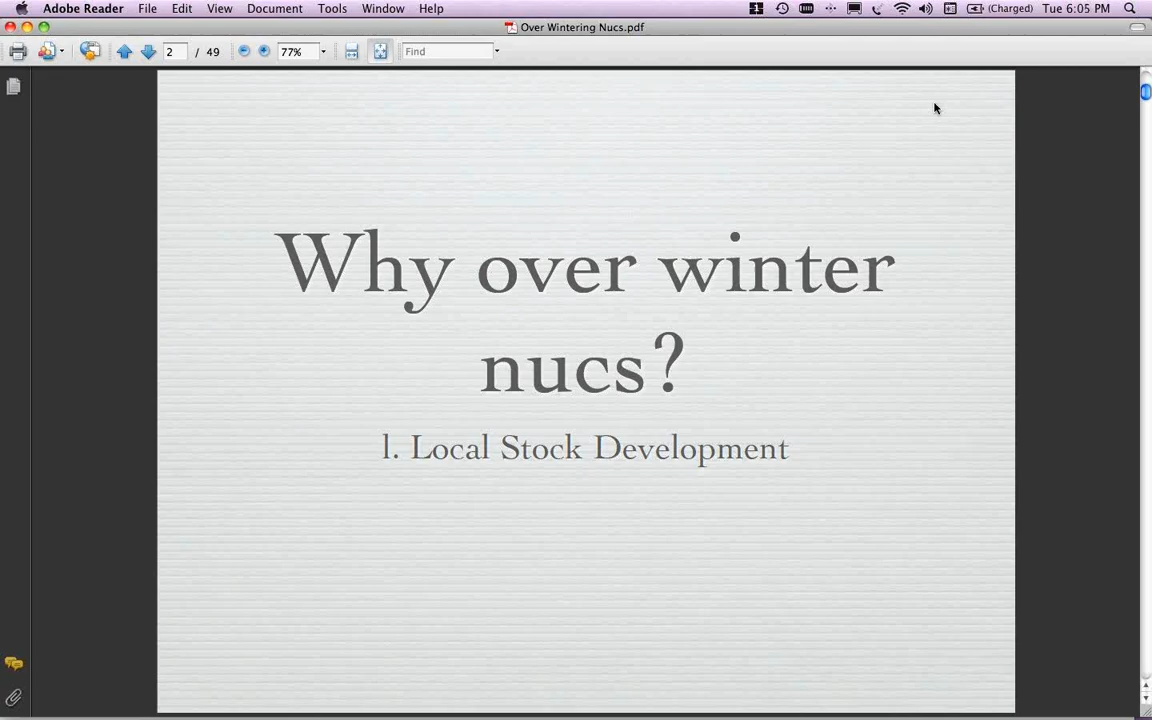 Adobe Reader File Edit View Document Tools Window Help 1 (Charged) Tue 6:05 PM
Over Wintering Nucs.pdf
2 / 49 77% Find
Why over winter
nucs?
1. Local Stock Development